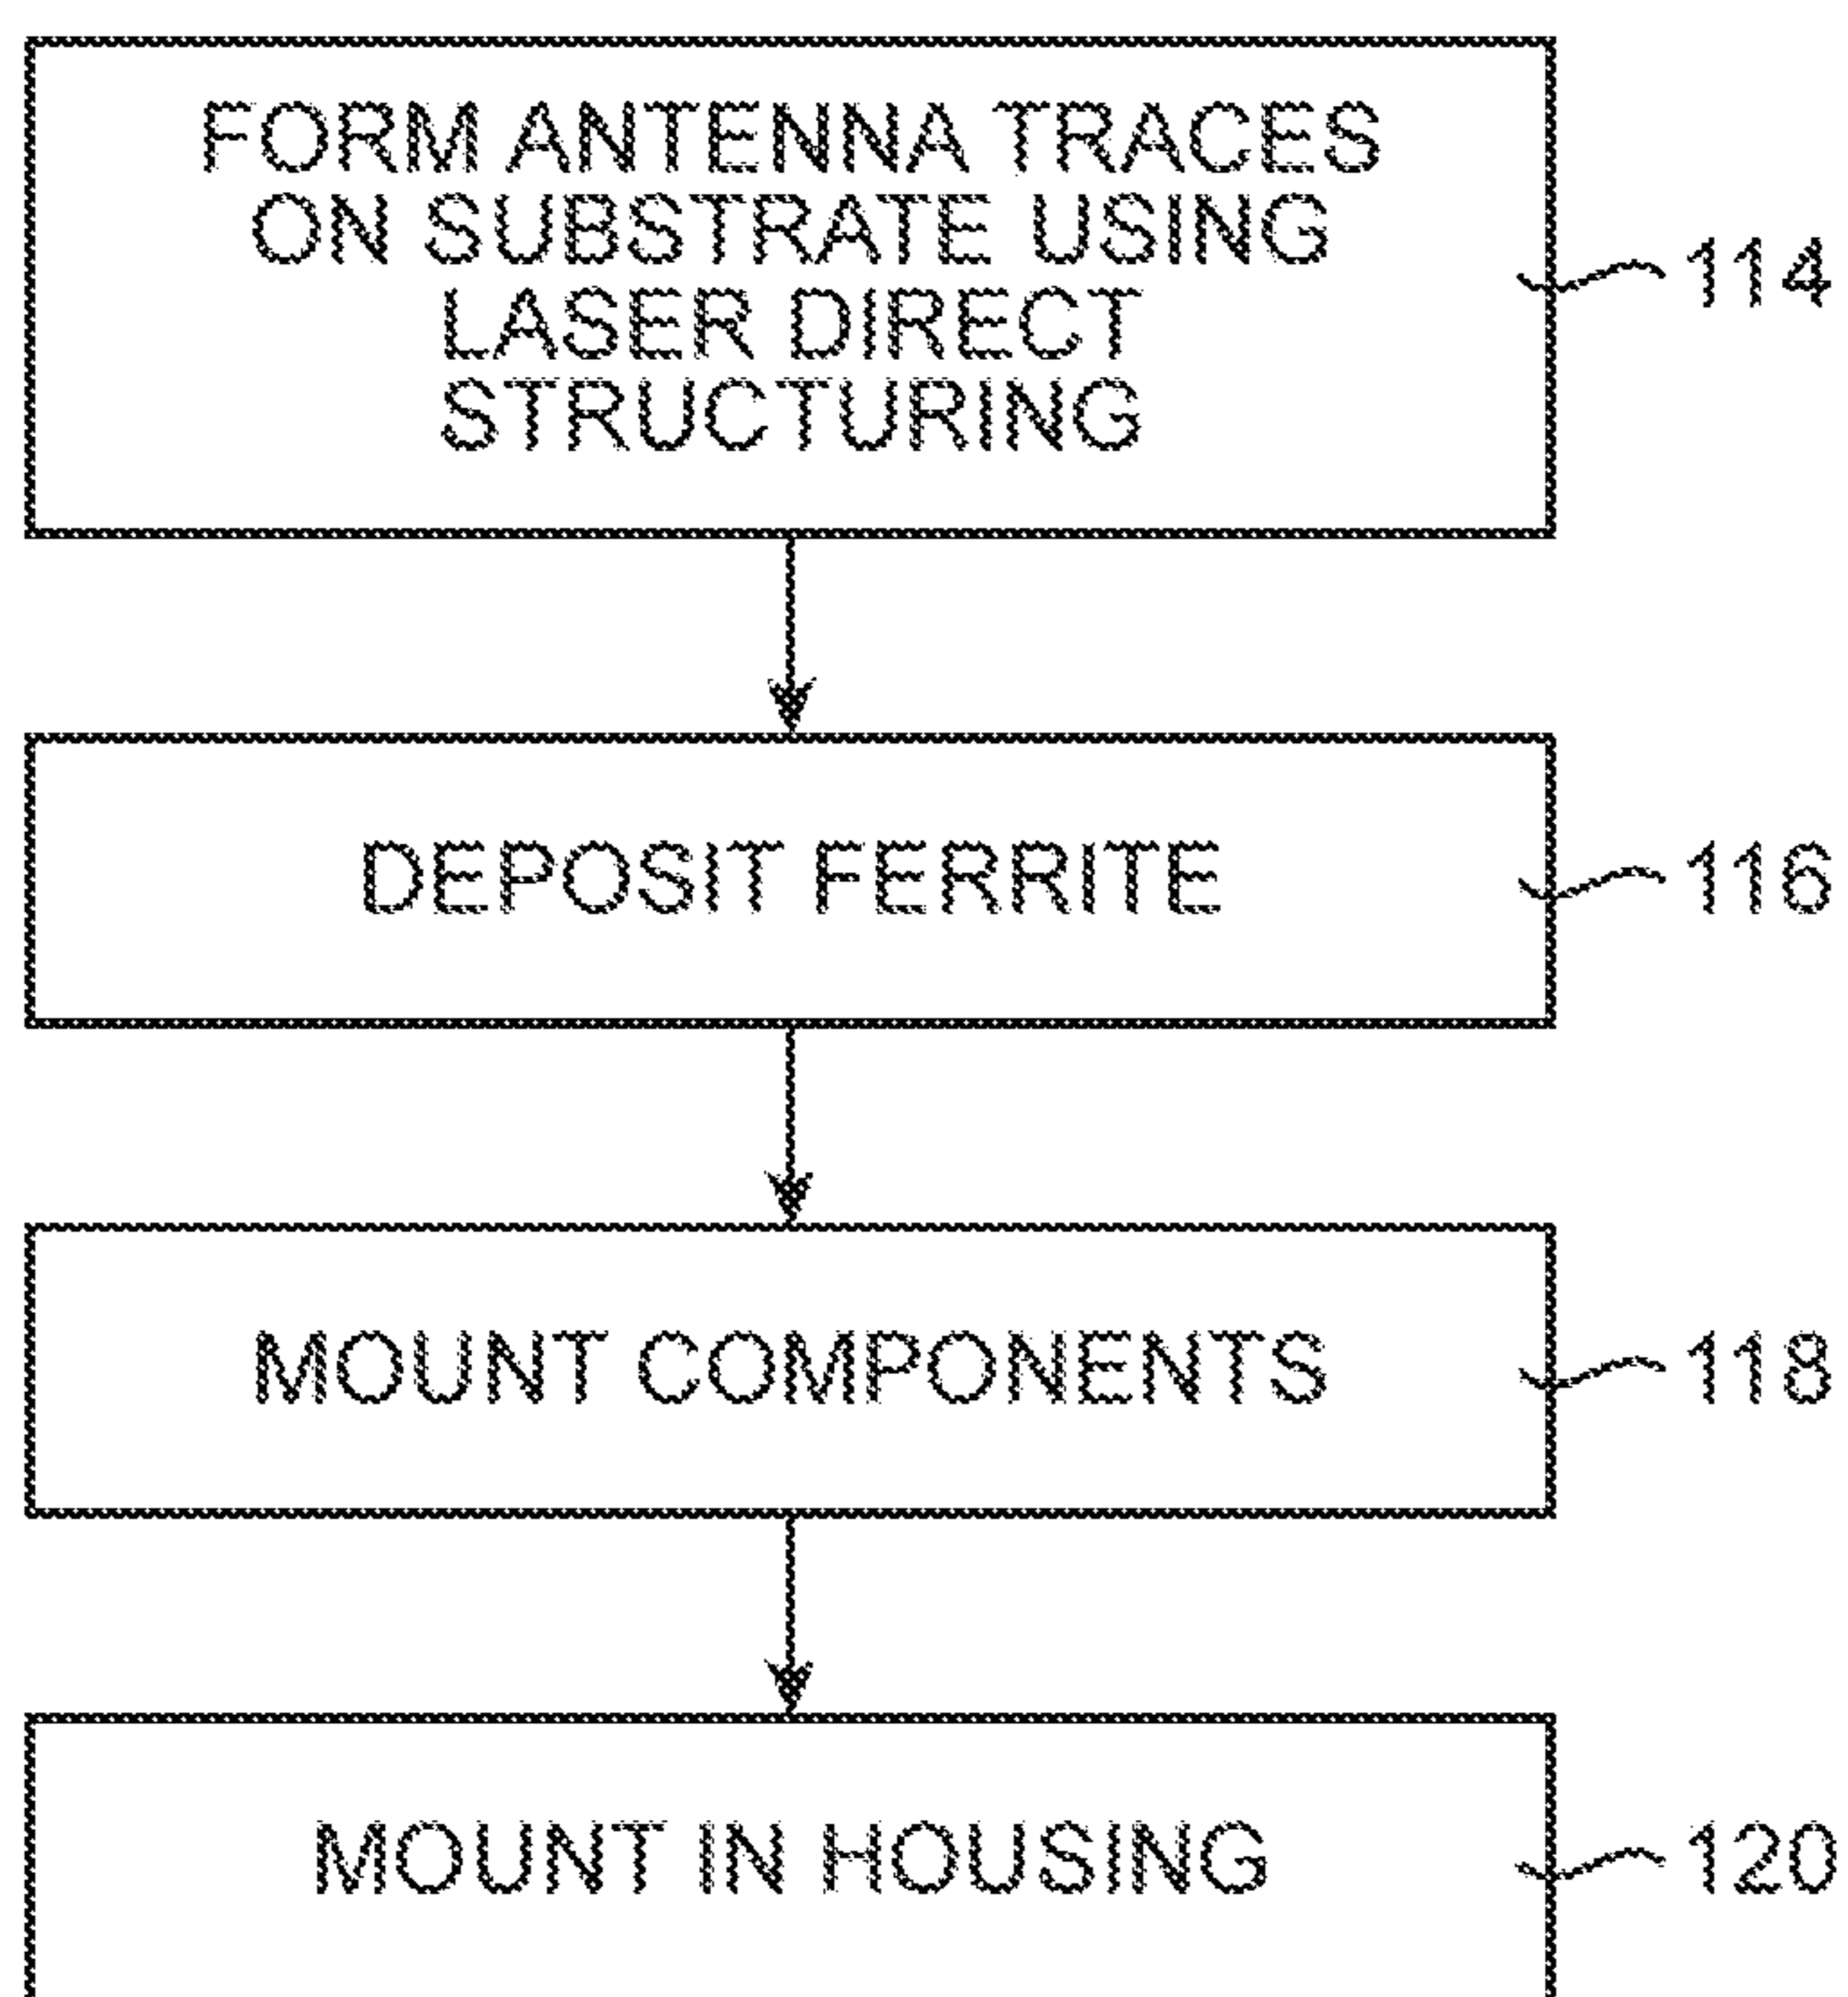 FORM ANTENNA TRACES
ON SUBSTRATE USING
LASER DIRECT
STRUCTURING
114
DEPOSIT FERRITE
116
MOUNT COMPONENTS
118
MOUNT IN HOUSING
120